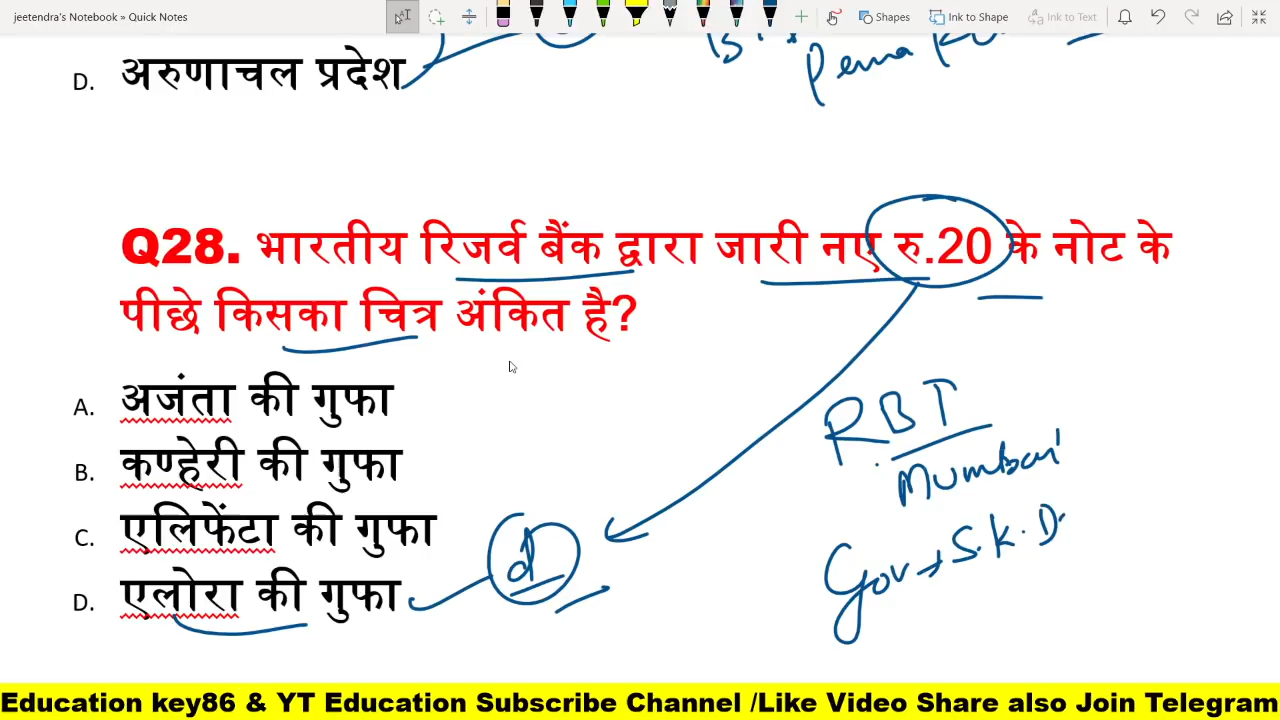 jeetendra's Notebook » Quick Notes
Shapes
Ink to Shape
Ink to Text
D. अरुणाचल प्रदेश
Pema
Q28. भारतीय रिजर्व बैंक द्वारा जारी नए रु.20 के नोट के
पीछे किसका चित्र अंकित है?
A. अजंता की गुफा
B. कण्हेरी की गुफा
C. एलिफेंटा की गुफा
D. एलोरा की गुफा
d
RBI
Mumbai
Gov → S.K.D.
Education key86 & YT Education Subscribe Channel /Like Video Share also Join Telegram